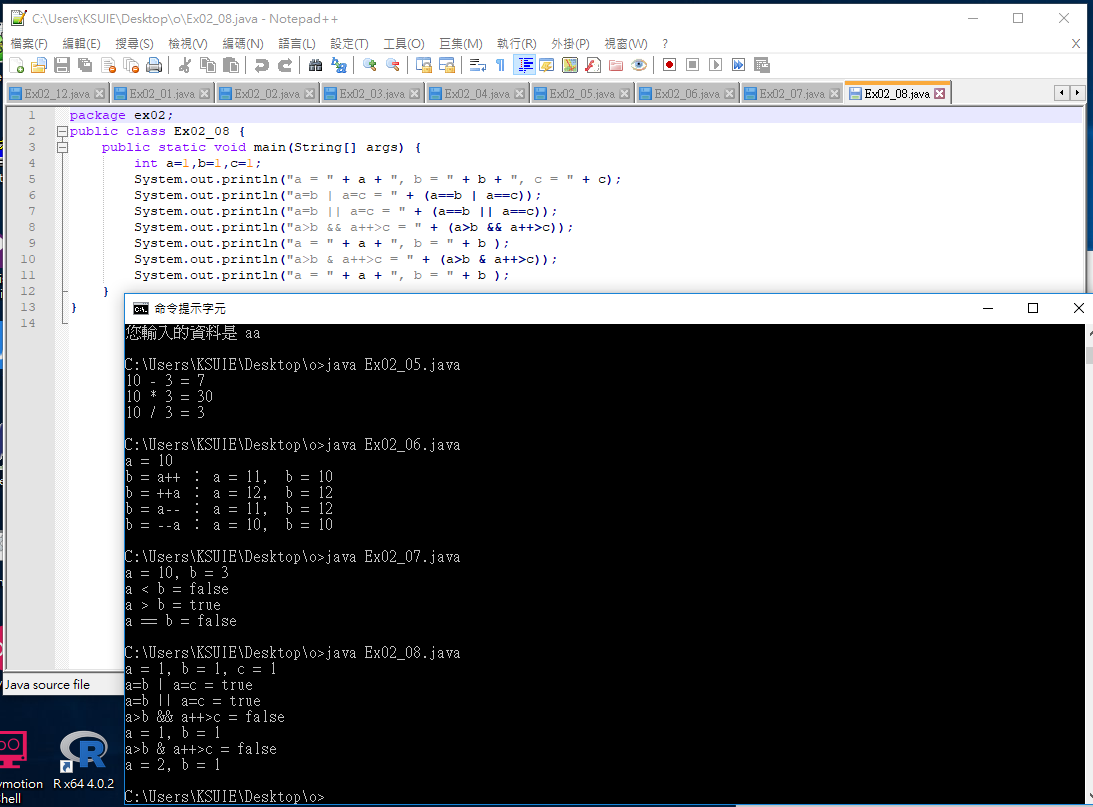 C:\Users\KSUIE\Desktop\o\Ex02_08.java - Notepad++
檔案(F) 編輯(E) 搜尋(S) 檢視(V) 編碼(N) 語言(L) 設定(T) 工具(O) 巨集(M) 執行(R) 外掛(P) 視窗(W) ? X
Ex02_12.java Ex02_01.java Ex02_02.java Ex02_03.java Ex02_04.java Ex02_05.java Ex02_06.java Ex02_07.java Ex02_08.java
1 package ex02;
2 public class Ex02_08 {
3 public static void main(String[] args) {
4 int a=1,b=1,c=1;
5 System.out.println("a = " + a + ", b = " + b + ", c = " + c);
6 System.out.println("a=b | a=c = " + (a==b | a==c));
7 System.out.println("a=b || a=c = " + (a==b || a==c));
8 System.out.println("a>b && a++>c = " + (a>b && a++>c));
9 System.out.println("a = " + a + ", b = " + b );
10 System.out.println("a>b & a++>c = " + (a>b & a++>c));
11 System.out.println("a = " + a + ", b = " + b );
12 }
13 }
14
命令提示字元
您輸入的資料是 aa
C:\Users\KSUIE\Desktop\o>java Ex02_05.java
10 - 3 = 7
10 * 3 = 30
10 / 3 = 3
C:\Users\KSUIE\Desktop\o>java Ex02_06.java
a = 10
b = a++ : a = 11, b = 10
b = ++a : a = 12, b = 12
b = a-- : a = 11, b = 12
b = --a : a = 10, b = 10
C:\Users\KSUIE\Desktop\o>java Ex02_07.java
a = 10, b = 3
a < b = false
a > b = true
a == b = false
C:\Users\KSUIE\Desktop\o>java Ex02_08.java
a = 1, b = 1, c = 1
a=b | a=c = true
a=b || a=c = true
a>b && a++>c = false
a = 1, b = 1
a>b & a++>c = false
a = 2, b = 1
C:\Users\KSUIE\Desktop\o>
Java source file
R x64 4.0.2